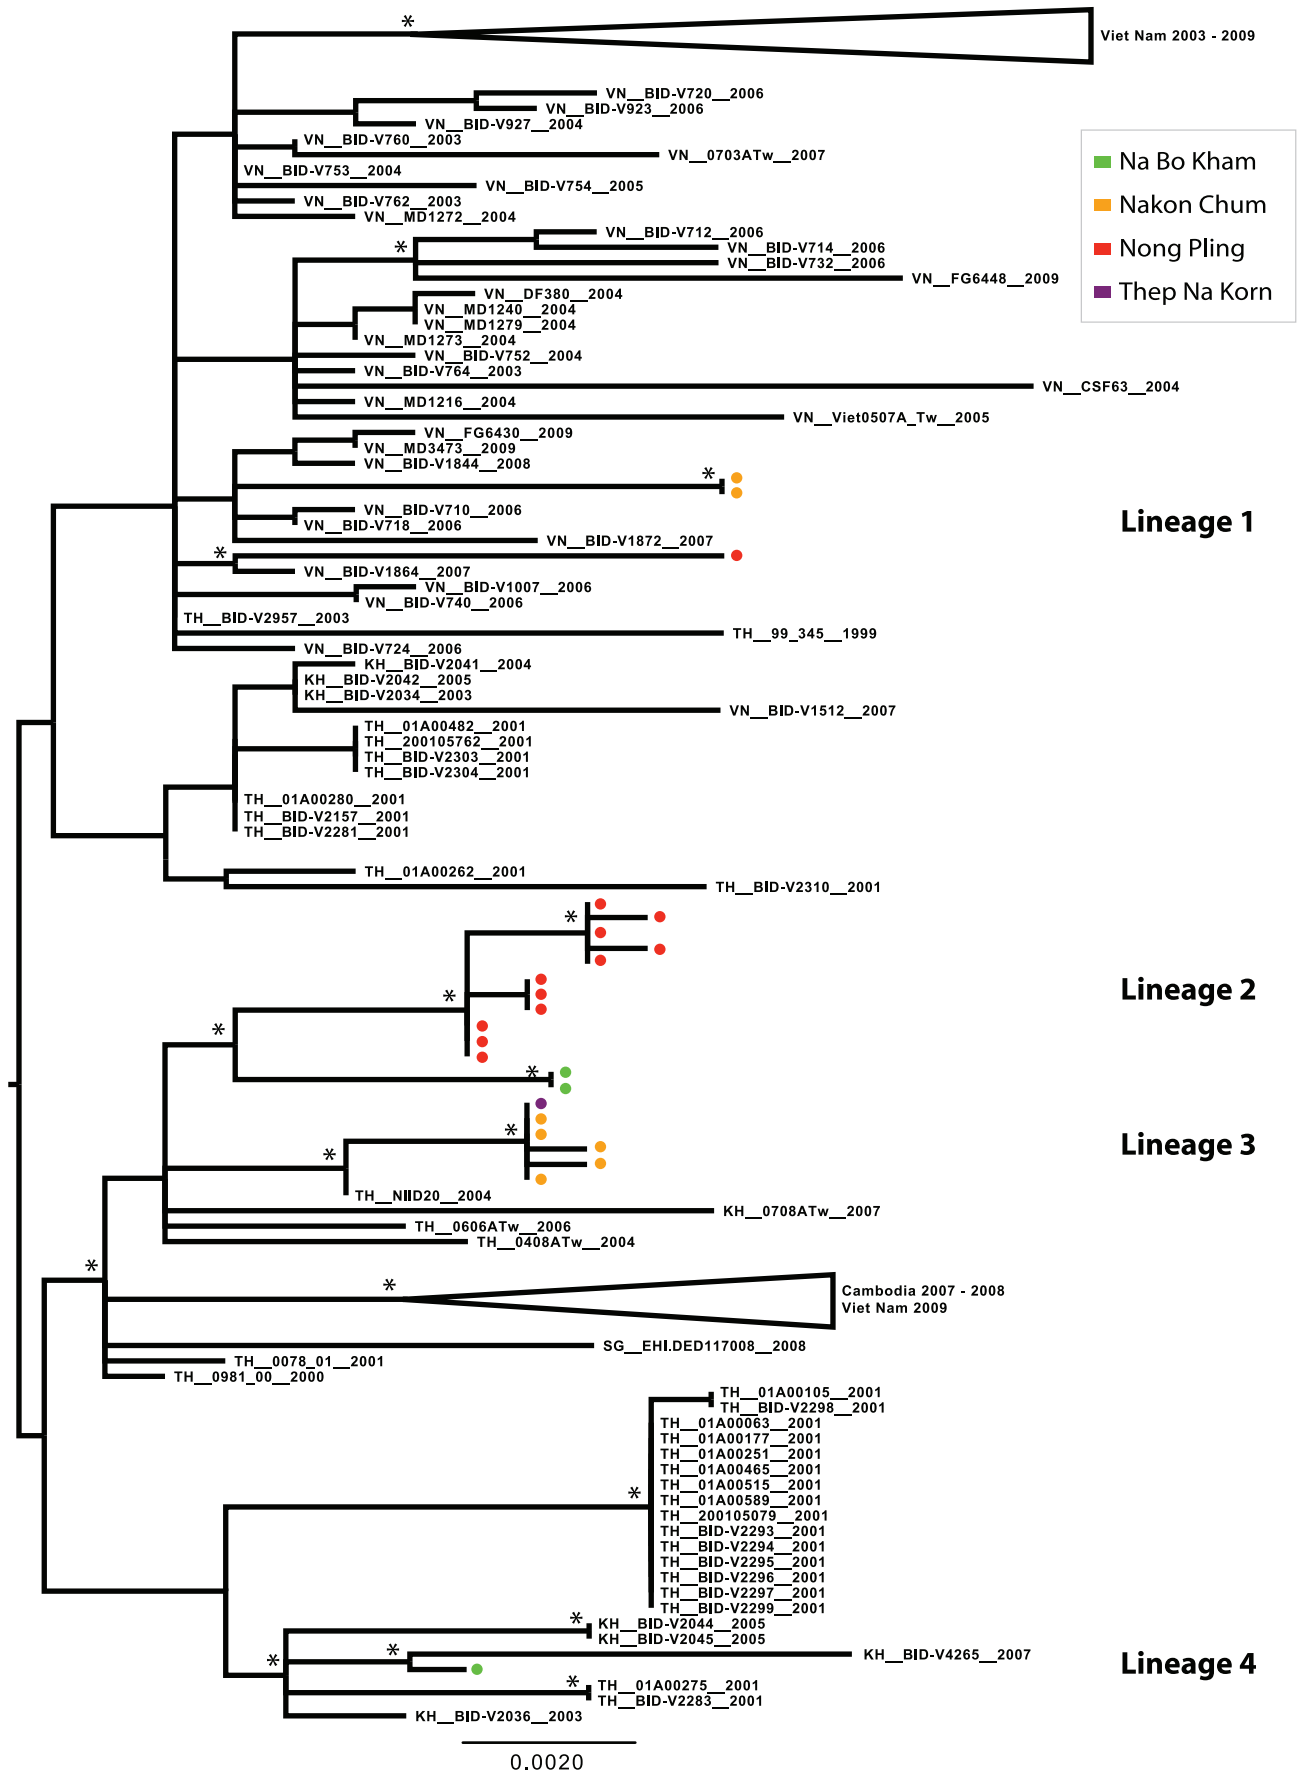 *
Viet Nam 2003 - 2009
VN__BID-V720__2006
VN__BID-V923__2006
VN__BID-V927__2004
VN__BID-V760__2003
VN__0703ATw__2007
VN__BID-V753__2004
VN__BID-V754__2005
VN__BID-V762__2003
VN__MD1272__2004
Na Bo Kham
Nakon Chum
Nong Pling
Thep Na Korn
VN__BID-V712__2006
*
VN__BID-V714__2006
VN__BID-V732__2006
VN__FG6448__2009
VN__DF380__2004
VN__MD1240__2004
VN__MD1279__2004
VN__MD1273__2004
VN__BID-V752__2004
VN__BID-V764__2003
VN__CSF63__2004
VN__MD1216__2004
VN__Viet0507A_Tw__2005
VN__FG6430__2009
VN__MD3473__2009
VN__BID-V1844__2008
*
VN__BID-V710__2006
VN__BID-V718__2006
Lineage 1
VN__BID-V1872__2007
*
VN__BID-V1864__2007
VN__BID-V1007__2006
VN__BID-V740__2006
TH__BID-V2957__2003
TH__99_345__1999
VN__BID-V724__2006
KH__BID-V2041__2004
KH__BID-V2042__2005
KH__BID-V2034__2003
VN__BID-V1512__2007
TH__01A00482__2001
TH__200105762__2001
TH__BID-V2303__2001
TH__BID-V2304__2001
TH__01A00280__2001
TH__BID-V2157__2001
TH__BID-V2281__2001
TH__01A00262__2001
TH__BID-V2310__2001
*
*
Lineage 2
*
*
*
*
Lineage 3
TH__NIID20__2004
KH__0708ATw__2007
TH__0606ATw__2006
TH__0408ATw__2004
*
*
Cambodia 2007 - 2008
Viet Nam 2009
SG__EHI.DED117008__2008
TH__0078_01__2001
TH__0981_00__2000
TH__01A00105__2001
TH__BID-V2298__2001
TH__01A00063__2001
TH__01A00177__2001
TH__01A00251__2001
TH__01A00465__2001
TH__01A00515__2001
*
TH__01A00589__2001
TH__200105079__2001
TH__BID-V2293__2001
TH__BID-V2294__2001
TH__BID-V2295__2001
TH__BID-V2296__2001
TH__BID-V2297__2001
TH__BID-V2299__2001
*
KH__BID-V2044__2005
KH__BID-V2045__2005
*
KH__BID-V4265__2007
*
Lineage 4
*
TH__01A00275__2001
TH__BID-V2283__2001
KH__BID-V2036__2003
0.0020